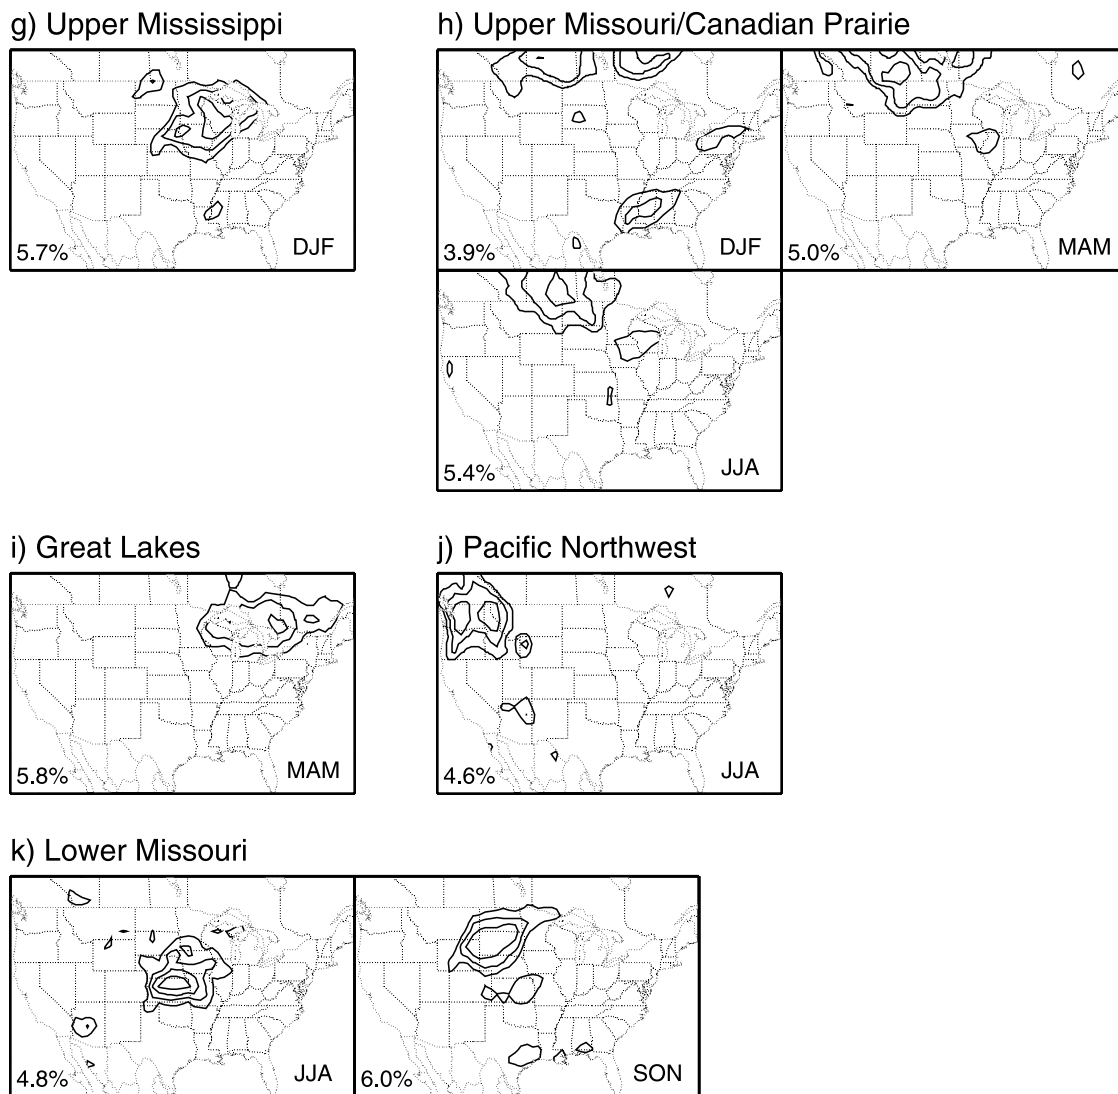 g) Upper Mississippi
h) Upper Missouri/Canadian Prairie
5.7%
DJF
3.9%
DJF
5.0%
MAM
5.4%
JJA
i) Great Lakes
j) Pacific Northwest
5.8%
MAM
4.6%
JJA
k) Lower Missouri
4.8%
JJA
6.0%
SON